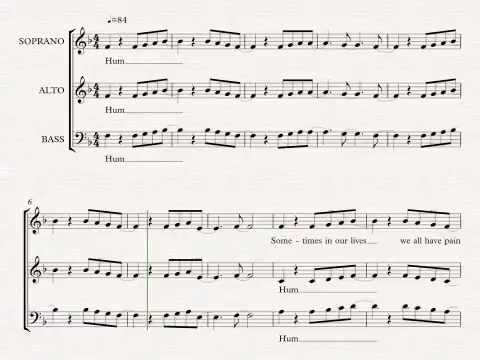 ♩=84
SOPRANO
Hum
ALTO
Hum
BASS
Hum
6
Some - times in our lives we all have pain
Hum
Hum